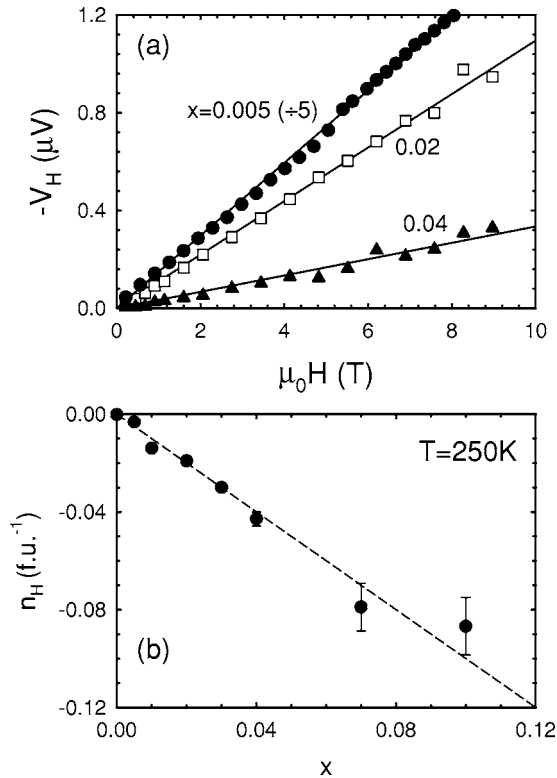 1.2
(a)
x=0.005 (÷5)
0.8
-V_H (μV)
0.02
0.4
0.04
0.0
0 2 4 6 8 10
μ₀H (T)
0.00
T=250K
-0.04
n_H (f.u.⁻¹)
-0.08
(b)
-0.12
0.00 0.04 0.08 0.12
x